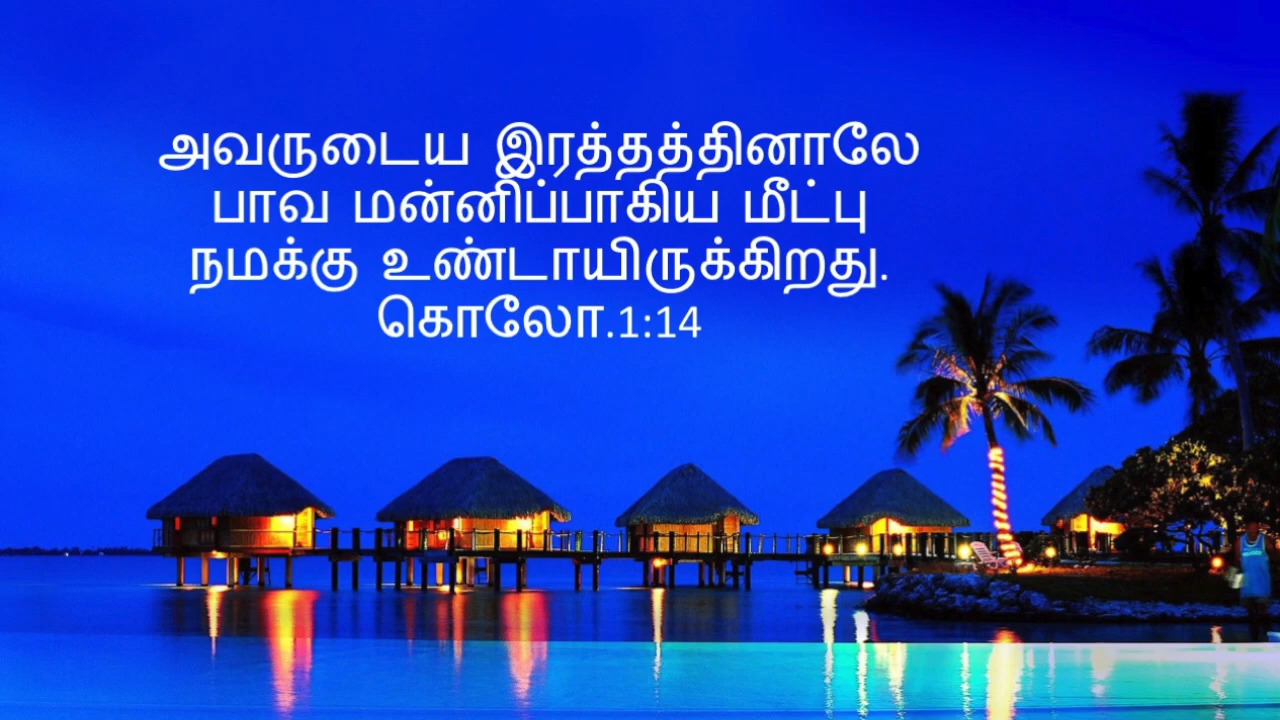 அவருடைய இரத்தத்தினாலே
பாவ மன்னிப்பாகிய மீட்பு
நமக்கு உண்டாயிருக்கிறது.
கொலோ.1:14